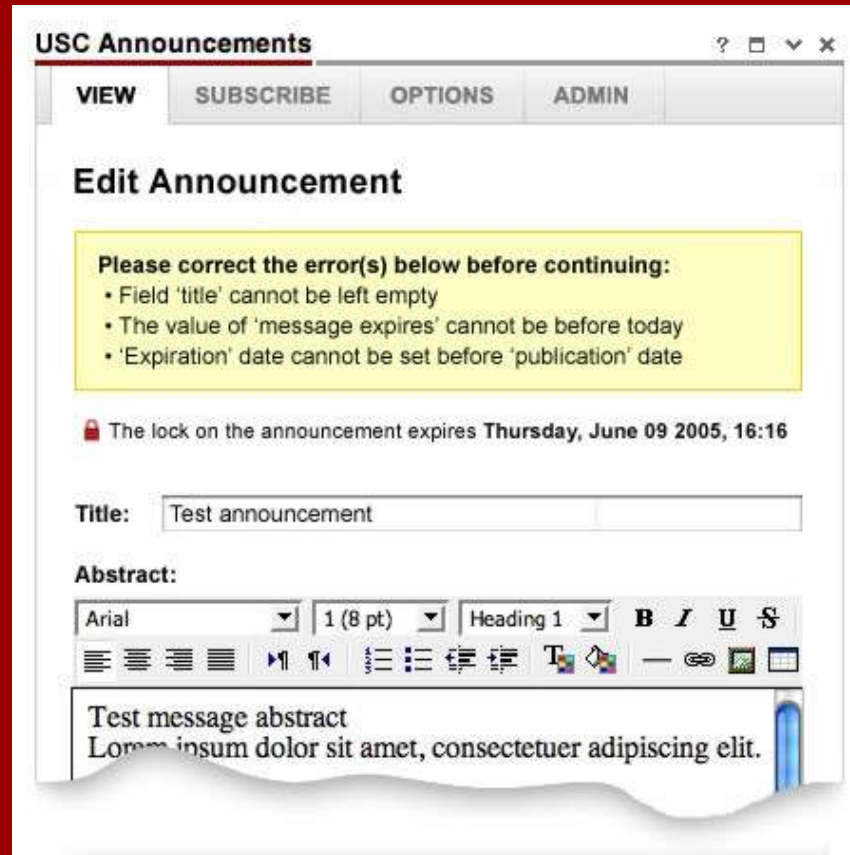 USC Announcements
VIEW SUBSCRIBE OPTIONS ADMIN
Edit Announcement
Please correct the error(s) below before continuing:
• Field ‘title’ cannot be left empty
• The value of ‘message expires’ cannot be before today
• ‘Expiration’ date cannot be set before ‘publication’ date
The lock on the announcement expires Thursday, June 09 2005, 16:16
Title: Test announcement
Abstract:
Arial 1 (8 pt) Heading 1 B I U S
Test message abstract
Lorem ipsum dolor sit amet, consectetuer adipiscing elit.